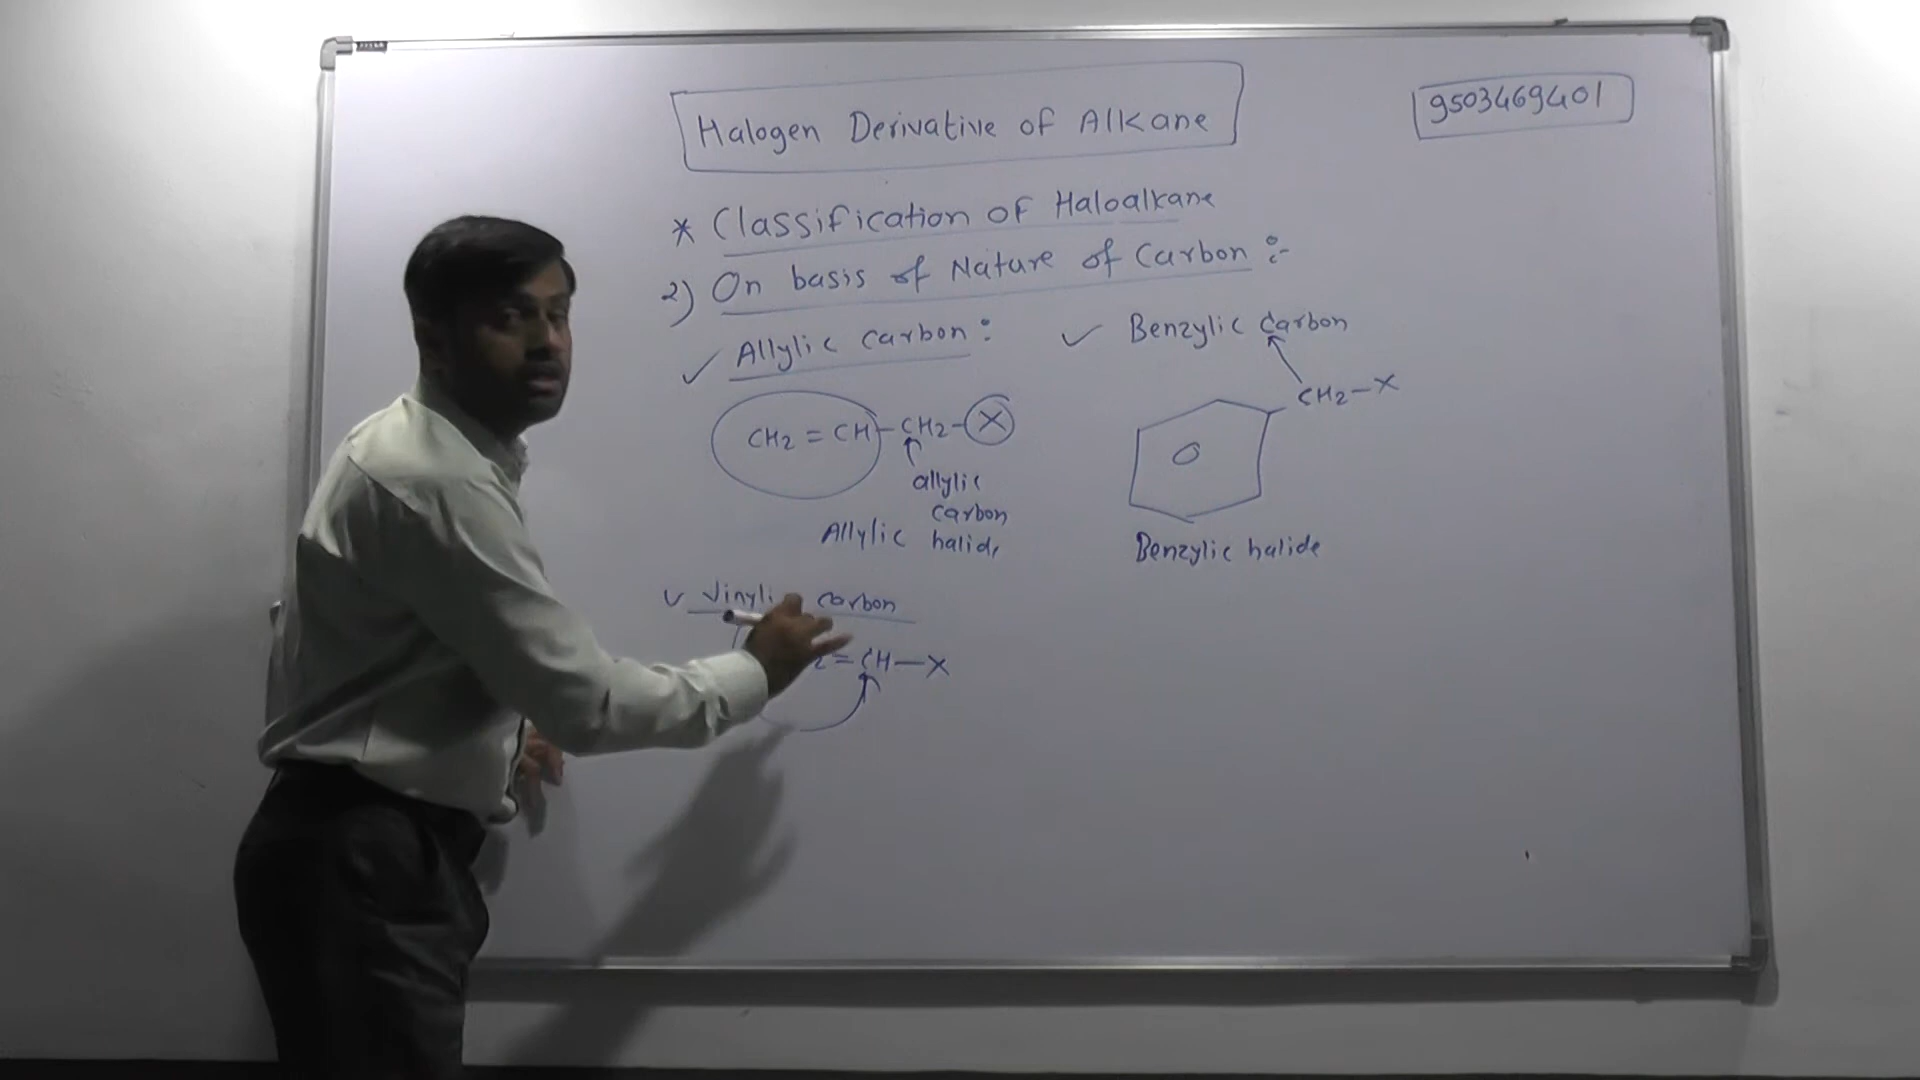 Halogen Derivative of Alkane
9503469401
* Classification of Haloalkane
2) On basis of Nature of Carbon :-
✓ Allylic carbon :
CH2 = CH - CH2 - X
allylic
carbon
Allylic
✓ Benzylic carbon
CH2 - X
Benzylic halide
✓ carbon
2 = CH - X